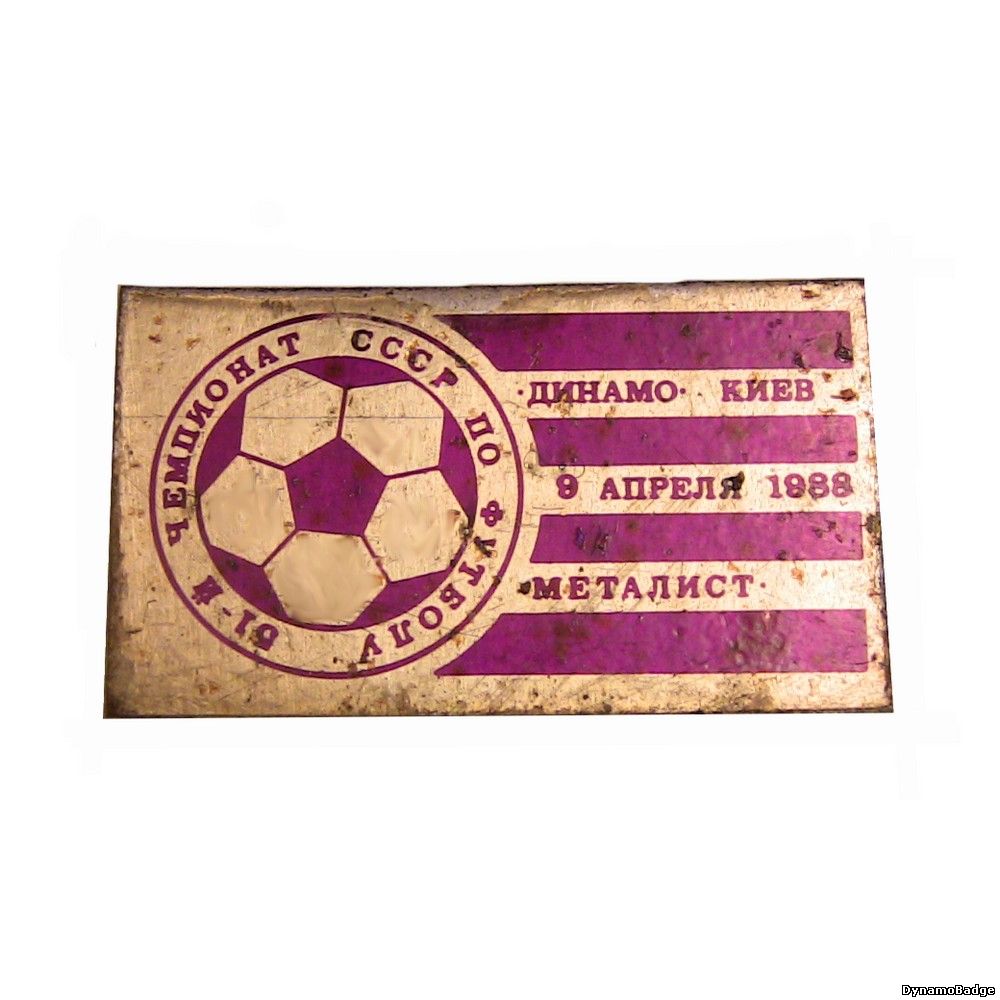 51-Й ЧЕМПИОНАТ СССР ПО ФУТБОЛУ
·ДИНАМО· КИЕВ
9 АПРЕЛЯ 1988
·МЕТАЛИСТ·
DynamoBadge